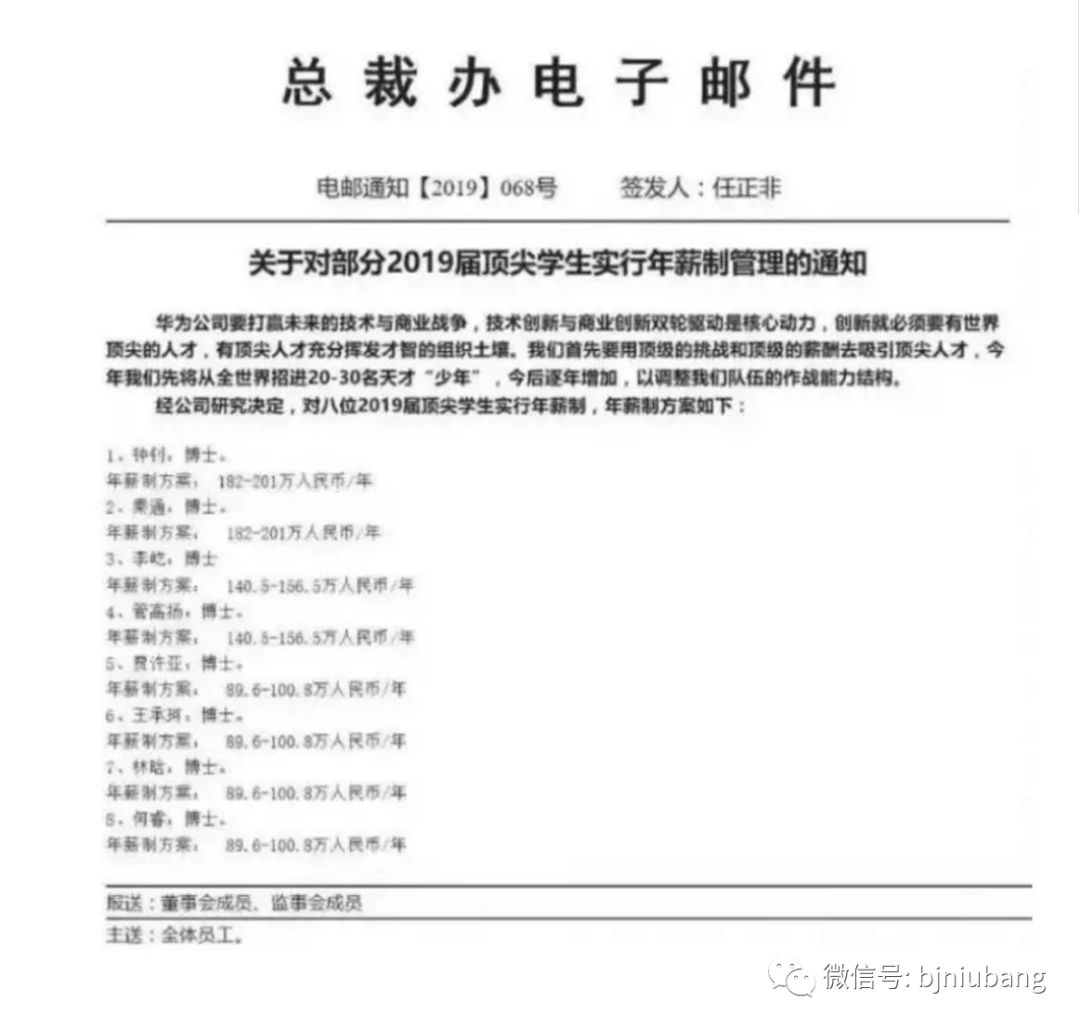 总裁办电子邮件
电邮通知【2019】068号 签发人：任正非
关于对部分2019届顶尖学生实行年薪制管理的通知
华为公司要打赢未来的技术与商业战争，技术创新与商业创新双轮驱动是核心动力，创新就必须要有世界
顶尖的人才，有顶尖人才充分挥发才智的组织土壤。我们首先要用顶级的挑战和顶级的薪酬去吸引顶尖人才，今
年我们先将从全世界招进20-30名天才“少年”，今后逐年增加，以调整我们队伍的作战能力结构。
经公司研究决定，对八位2019届顶尖学生实行年薪制，年薪制方案如下：
1、钟钊，博士。
年薪制方案： 182-201万人民币/年
2、秦通，博士。
年薪制方案： 182-201万人民币/年
3、李屹，博士
年薪制方案： 140.5-156.5万人民币/年
4、管高扬，博士。
年薪制方案： 140.5-156.5万人民币/年
5、贾许亚，博士。
年薪制方案： 89.6-100.8万人民币/年
6、王承珂，博士。
年薪制方案： 89.6-100.8万人民币/年
7、林晗，博士。
年薪制方案： 89.6-100.8万人民币/年
8、何睿，博士。
年薪制方案： 89.6-100.8万人民币/年
报送：董事会成员、监事会成员
主送：全体员工。
微信号: bjniubang